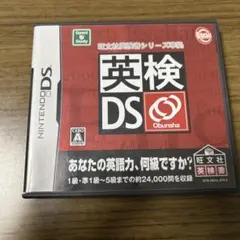 旺文社英検書シリーズ準拠
英検
DS
Obunsha
NINTENDO DS
A
あなたの英語力、何級ですか？
1級・準1級～5級までの約24,000問を収録
旺文社
英検書